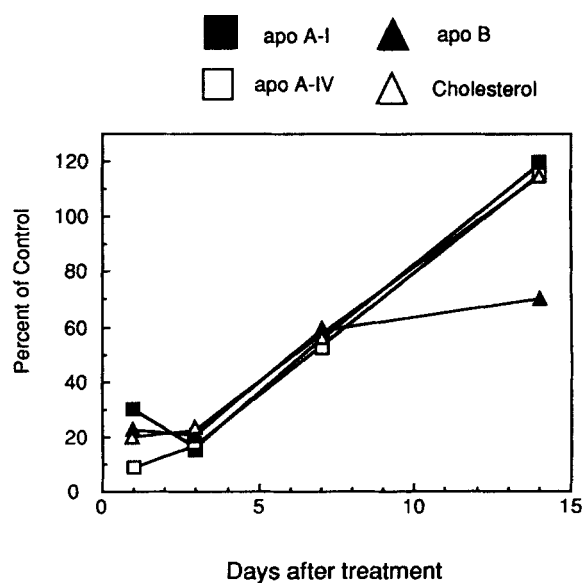 apo A-I
apo B
apo A-IV
Cholesterol
120
100
80
60
40
20
0
Percent of Control
0
5
10
15
Days after treatment